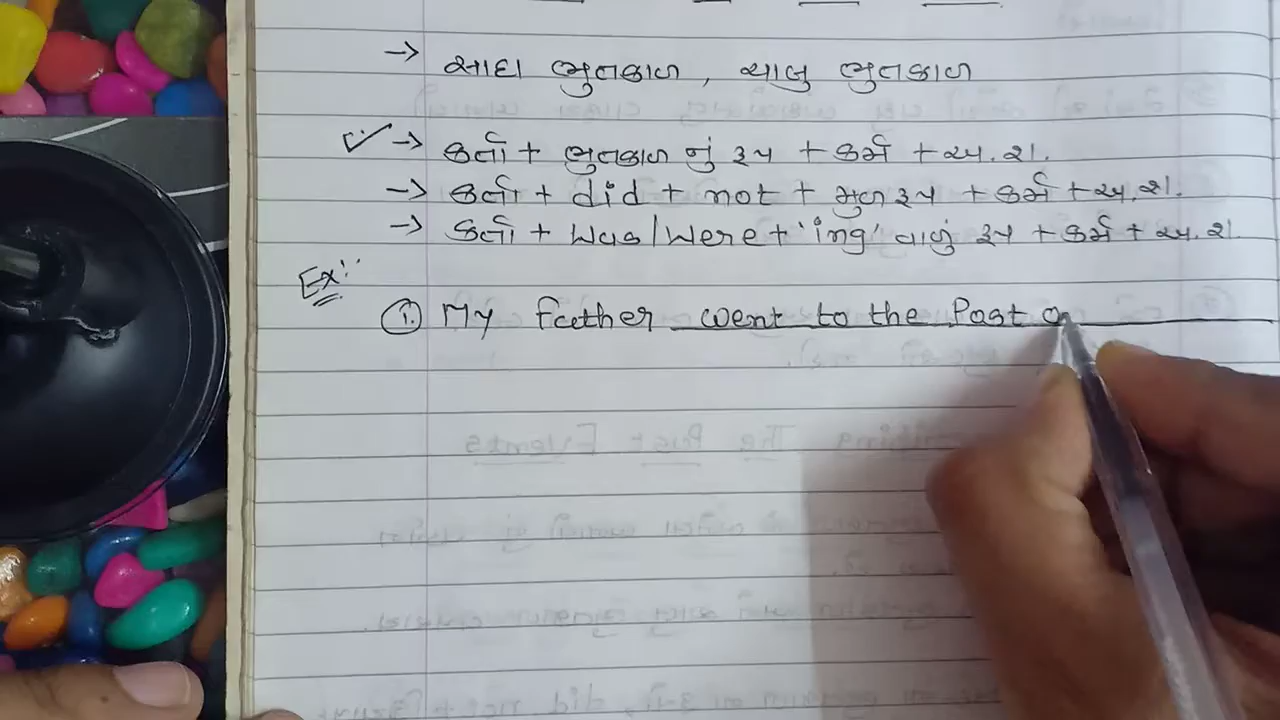 → સાદા ભુતકાળ, ચાલુ ભુતકાળ
✓→ કર્તા + ભુતકાળ નું રૂપ + કર્મ + અ.શ.
→ કર્તા + did + not + મુળ રૂપ + કર્મ + અ.શ.
→ કર્તા + was/were + 'ing' વાળું રૂપ + કર્મ + અ.શ.
Ex:-
①. My father went to the Post o